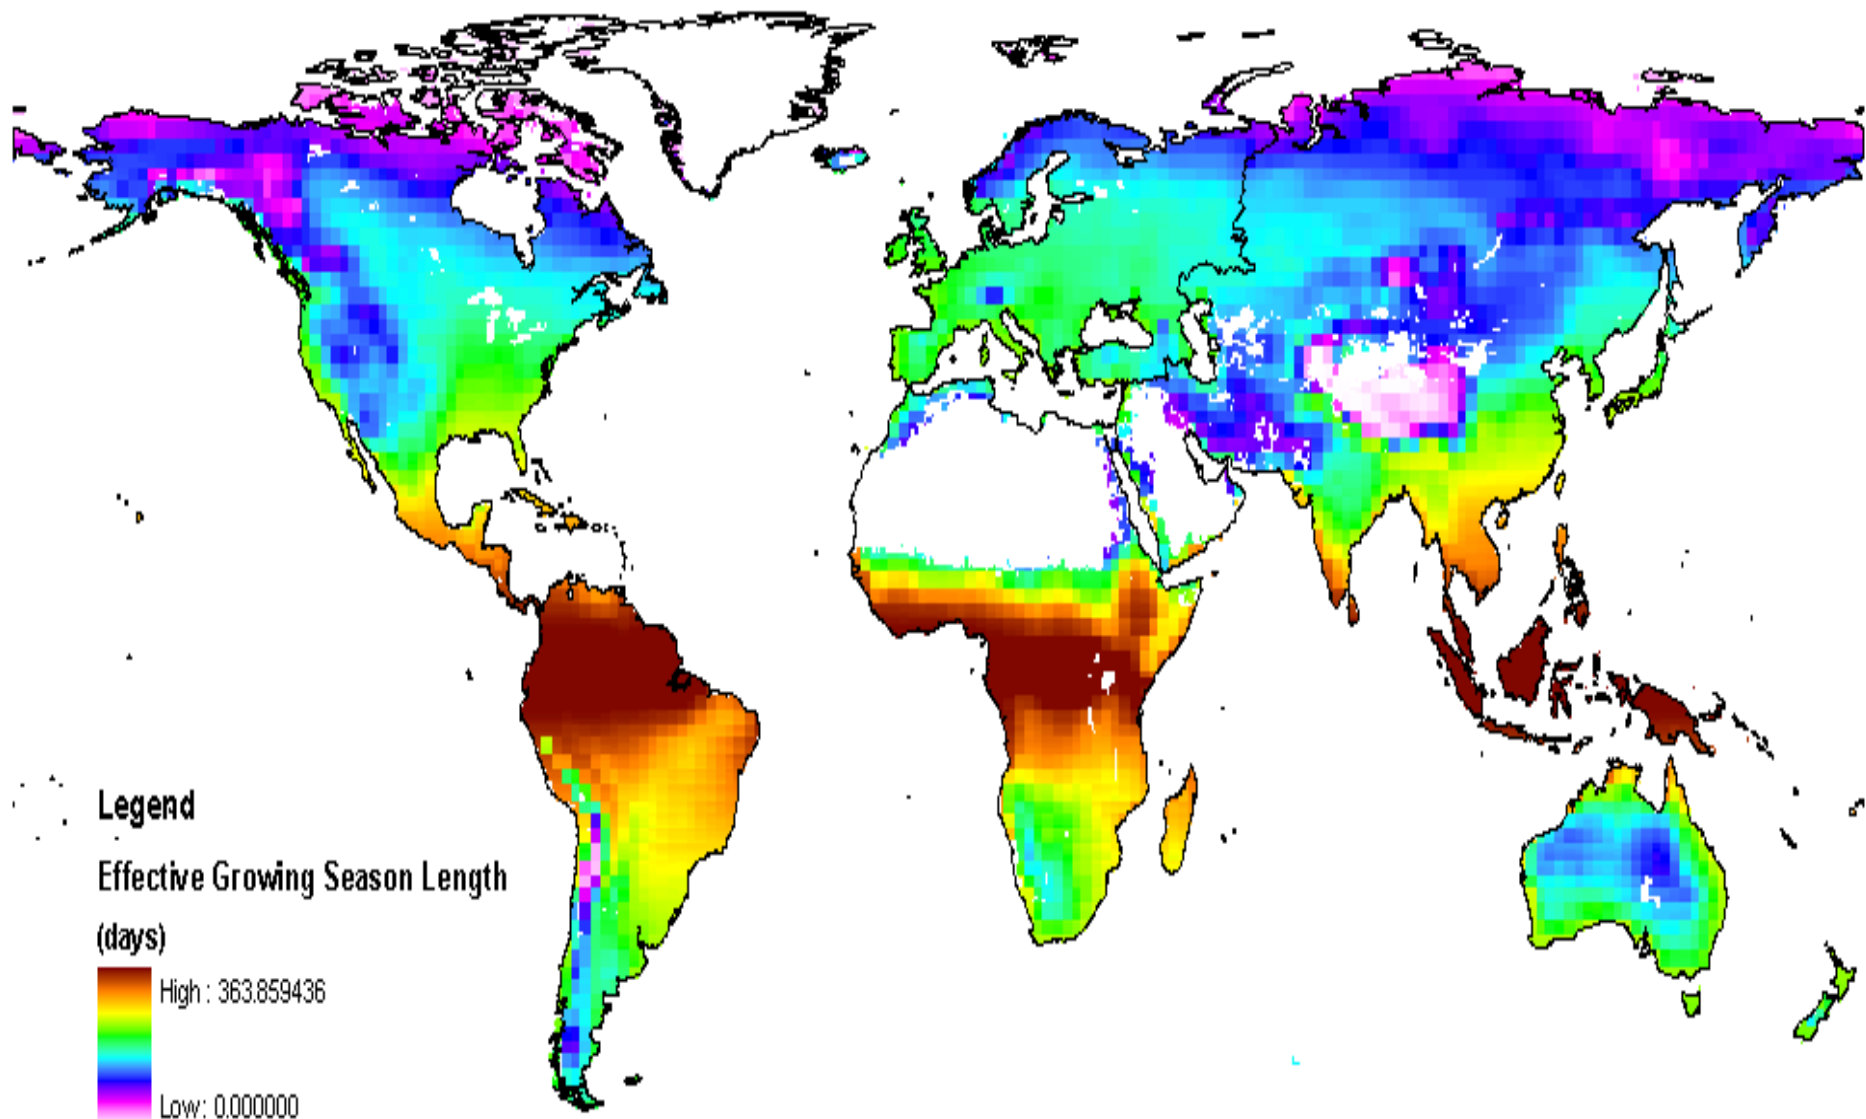 Legend
Effective Growing Season Length
(days)
High : 363.859436
Low : 0.000000